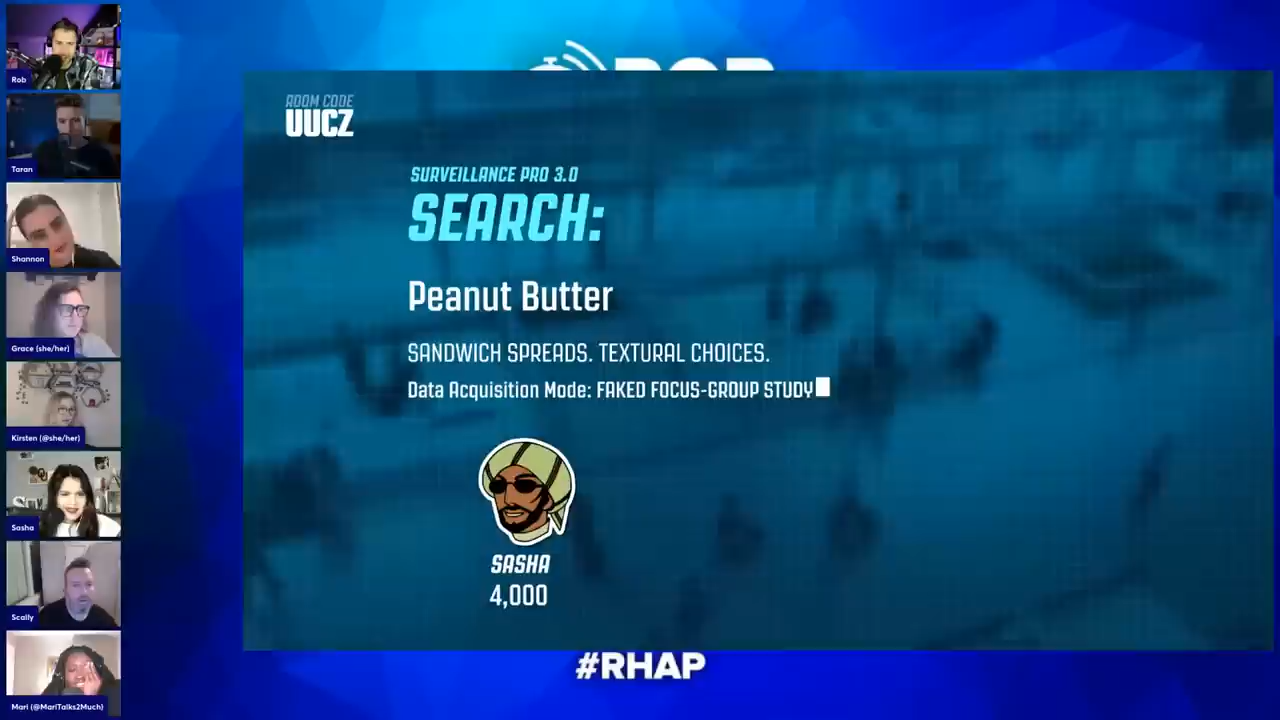 Rob
Taran
Shannon
Grace (she/her)
Kirsten (@she/her)
Sasha
Scally
Mari (@MariTalks2Much)
ROOM CODE
UUCZ
SURVEILLANCE PRO 3.0
SEARCH:
Peanut Butter
SANDWICH SPREADS. TEXTURAL CHOICES.
Data Acquisition Mode: FAKED FOCUS-GROUP STUDY
SASHA
4,000
#RHAP